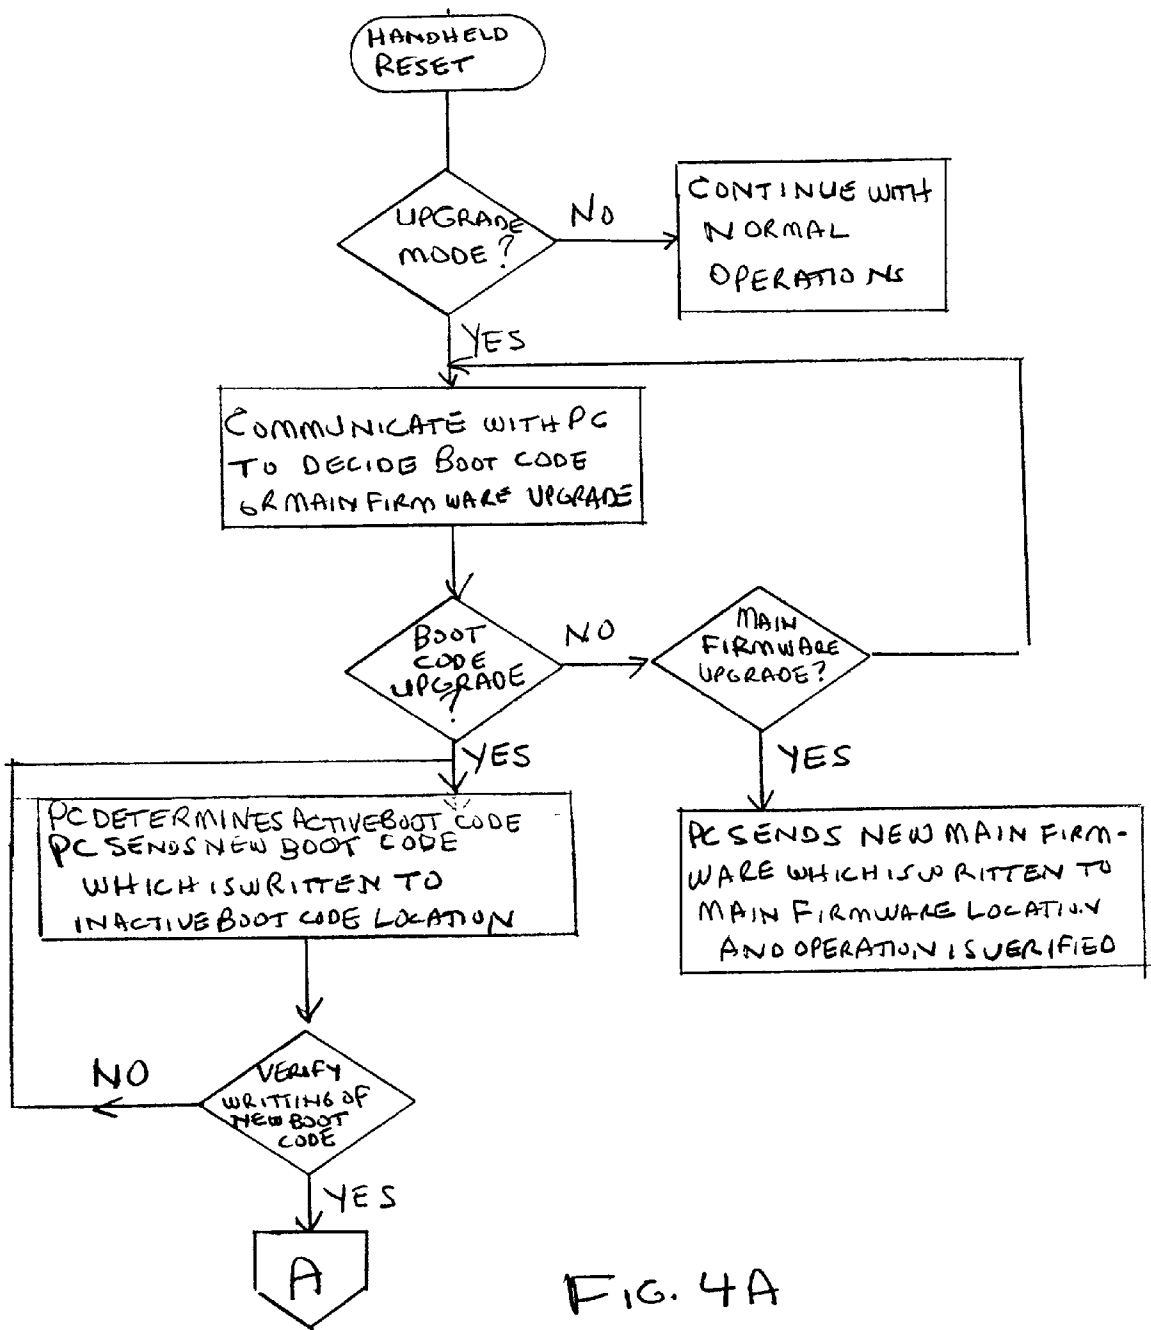 HANDHELD
RESET
UPGRADE
MODE?
NO
CONTINUE WITH
NORMAL
OPERATIONS
YES
COMMUNICATE WITH PC
TO DECIDE BOOT CODE
OR MAIN FIRMWARE UPGRADE
BOOT
CODE
UPGRADE
?
NO
MAIN
FIRMWARE
UPGRADE?
YES
YES
PC DETERMINES ACTIVE BOOT CODE
PC SENDS NEW BOOT CODE
WHICH IS WRITTEN TO
INACTIVE BOOT CODE LOCATION
PC SENDS NEW MAIN FIRM-
WARE WHICH IS WRITTEN TO
MAIN FIRMWARE LOCATION
AND OPERATION IS VERIFIED
NO
VERIFY
WRITTING OF
NEW BOOT
CODE
YES
A
FIG. 4A